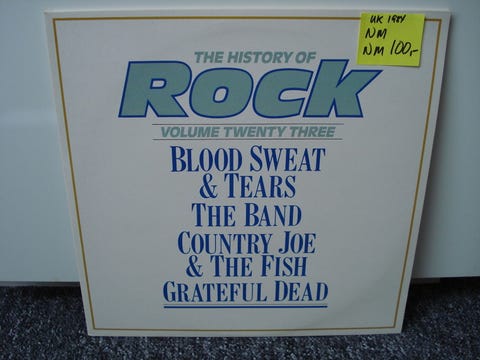 UK 1984
NM
NM 100,-
THE HISTORY OF
ROCK
VOLUME TWENTY THREE
BLOOD SWEAT
& TEARS
THE BAND
COUNTRY JOE
& THE FISH
GRATEFUL DEAD